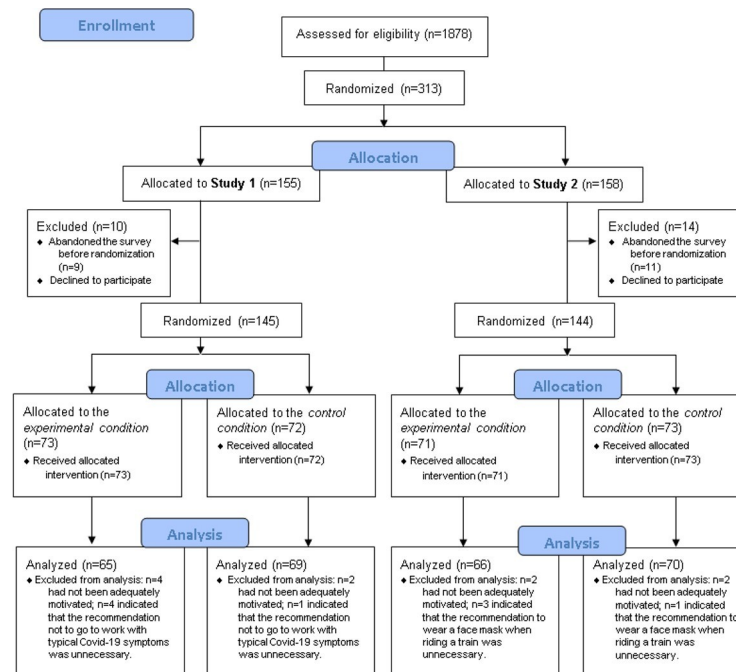 Enrollment
Assessed for eligibility (n=1878)
Randomized (n=313)
Allocation
Allocated to Study 1 (n=155)
Allocated to Study 2 (n=158)
Excluded (n=10)
◆ Abandoned the survey
before randomization
(n=9)
◆ Declined to participate
Excluded (n=14)
◆ Abandoned the survey
before randomization
(n=11)
◆ Declined to participate
Randomized (n=145)
Randomized (n=144)
Allocation
Allocation
Allocated to the
experimental condition
(n=73)
◆ Received allocated
intervention (n=73)
Allocated to the control
condition (n=72)
◆ Received allocated
intervention (n=72)
Allocated to the
experimental condition
(n=71)
◆ Received allocated
intervention (n=71)
Allocated to the control
condition (n=73)
◆ Received allocated
intervention (n=73)
Analysis
Analysis
Analyzed (n=65)
◆ Excluded from analysis: n=4
had not been adequately
motivated; n=4 indicated
that the recommendation
not to go to work with
typical Covid-19 symptoms
was unnecessary.
Analyzed (n=69)
◆ Excluded from analysis: n=2
had not been adequately
motivated; n=1 indicated
that the recommendation
not to go to work with
typical Covid-19 symptoms
was unnecessary.
Analyzed (n=66)
◆ Excluded from analysis: n=2
had not been adequately
motivated; n=3 indicated
that the recommendation to
wear a face mask when
riding a train was
unnecessary.
Analyzed (n=70)
◆ Excluded from analysis: n=2
had not been adequately
motivated; n=1 indicated
that the recommendation to
wear a face mask when
riding a train was
unnecessary.